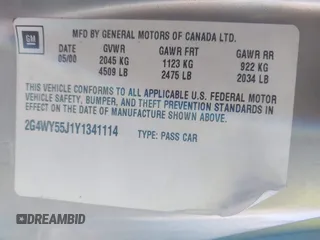 GM
MFD BY GENERAL MOTORS OF CANADA LTD.
DATE GVWR GAWR FRT GAWR RR
05/00 2045 KG 1123 KG 922 KG
4509 LB 2475 LB 2034 LB
THIS VEHICLE CONFORMS TO ALL APPLICABLE U.S. FEDERAL MOTOR
VEHICLE SAFETY, BUMPER, AND THEFT PREVENTION STANDARDS IN
EFFECT ON THE DATE OF MANUFACTURE SHOWN ABOVE.
2G4WY55J1Y1341114 TYPE: PASS CAR
DREAMBID